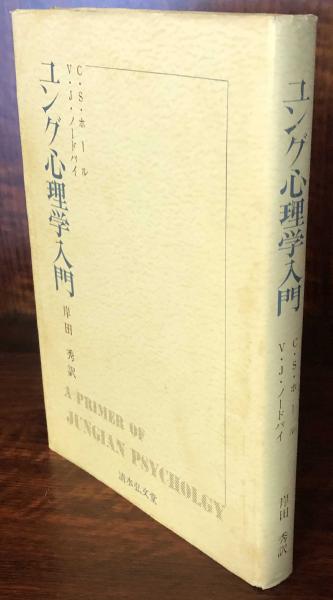 C・S・ホール
V・J・ノードバイ
ユング心理学入門
岸田 秀訳
A PRIMER OF
JUNGIAN PSYCHOLGY
清水弘文堂
ユング心理学入門
C・S・ホール
V・J・ノードバイ
岸田 秀訳